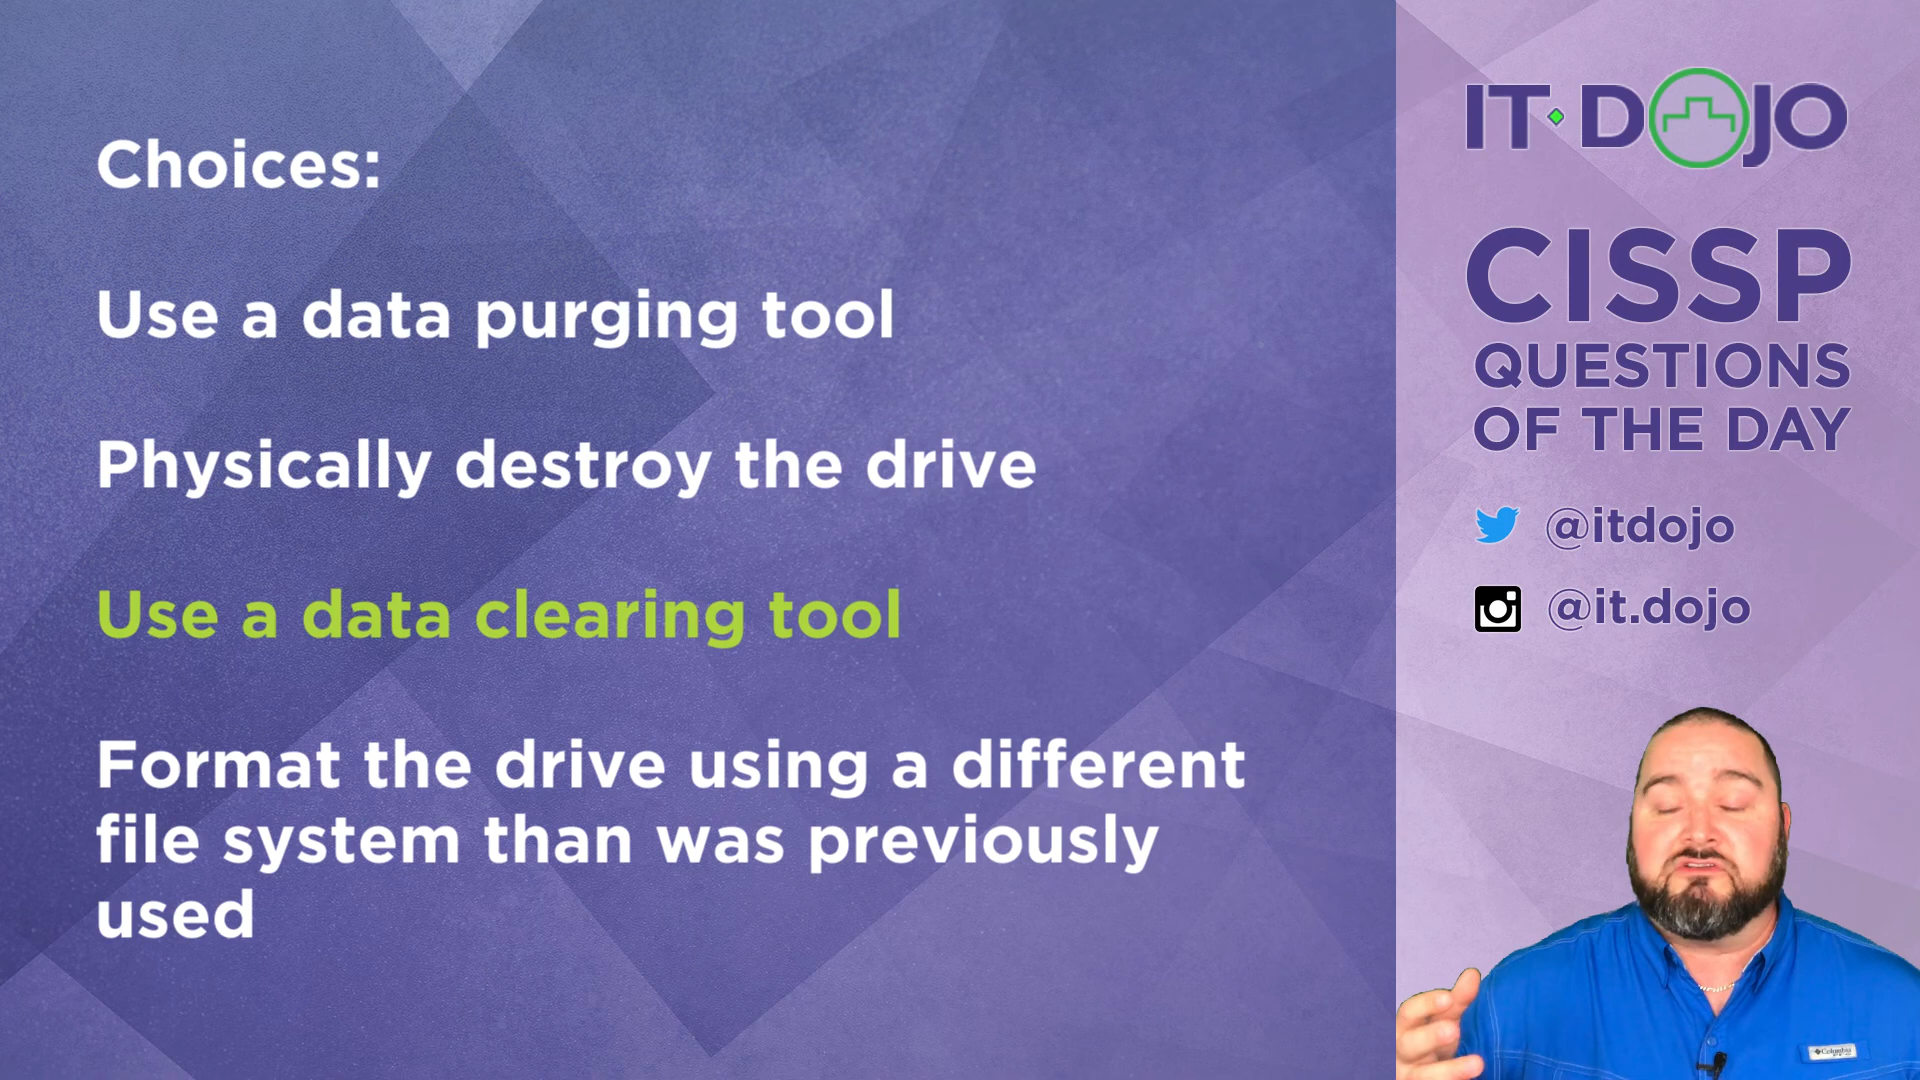 Choices:
Use a data purging tool
Physically destroy the drive
Use a data clearing tool
Format the drive using a different
file system than was previously
used
IT·DOJO
CISSP
QUESTIONS
OF THE DAY
@itdojo
@it.dojo
Columbia